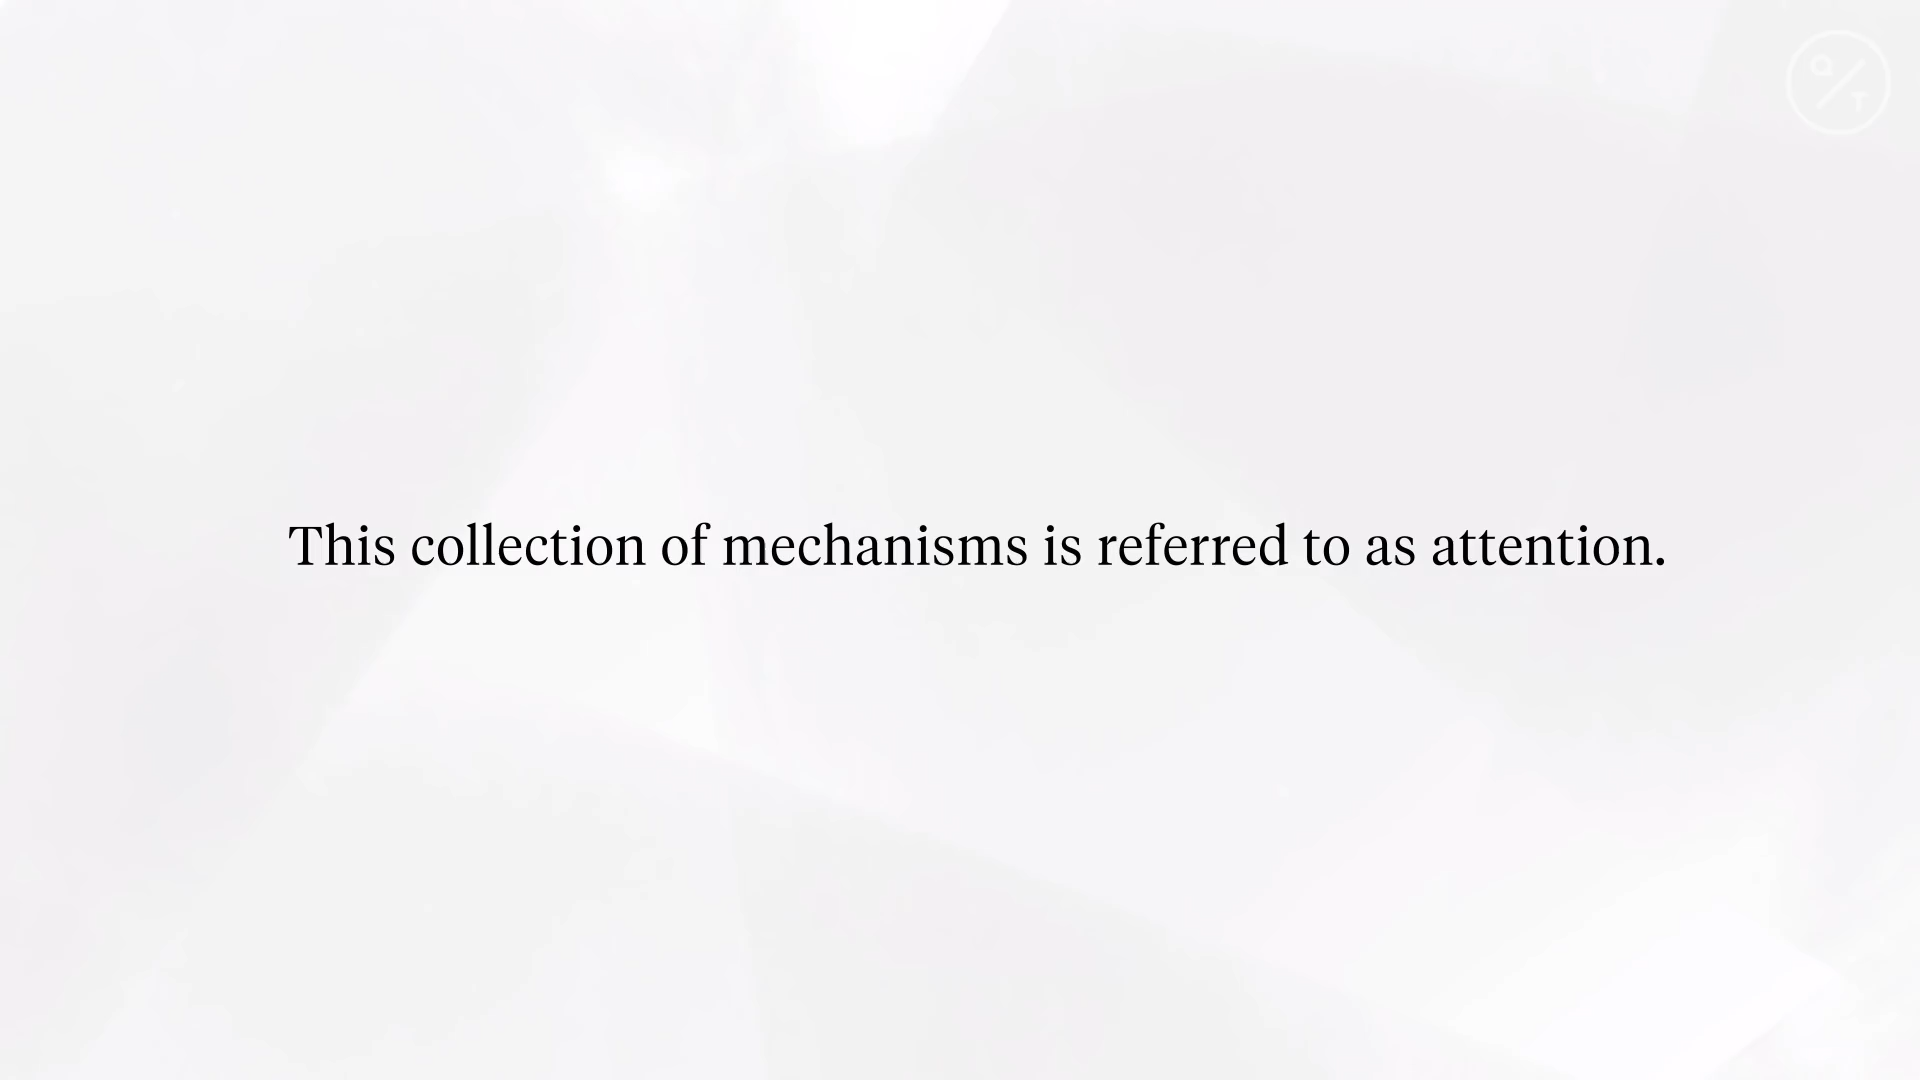 Q/T
This collection of mechanisms is referred to as attention.